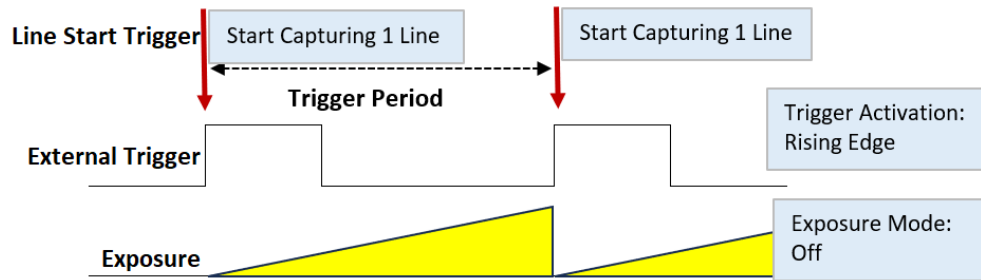 Line Start Trigger
Start Capturing 1 Line
Start Capturing 1 Line
Trigger Period
Trigger Activation:
Rising Edge
External Trigger
Exposure Mode:
Off
Exposure